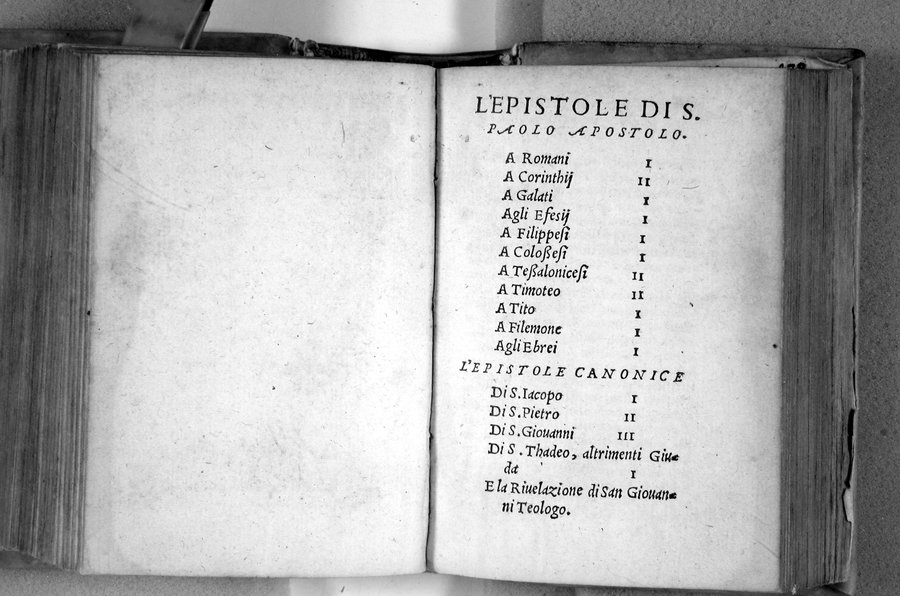 L'EPISTOLE DI S.
PAOLO APOSTOLO.
A Romani I
A Corinthij II
A Galati I
Agli Efesij I
A Filippeſi I
A Coloßeſi I
A Teßaloniceſi II
A Timoteo II
A Tito I
A Filemone I
Agli Ebrei I
L'EPISTOLE CANONICE
Di S. Iacopo I
Di S. Pietro II
Di S. Giouanni III
Di S. Thadeo, altrimenti Giu-
da I
E la Riuelazione di San Giouan-
ni Teologo.